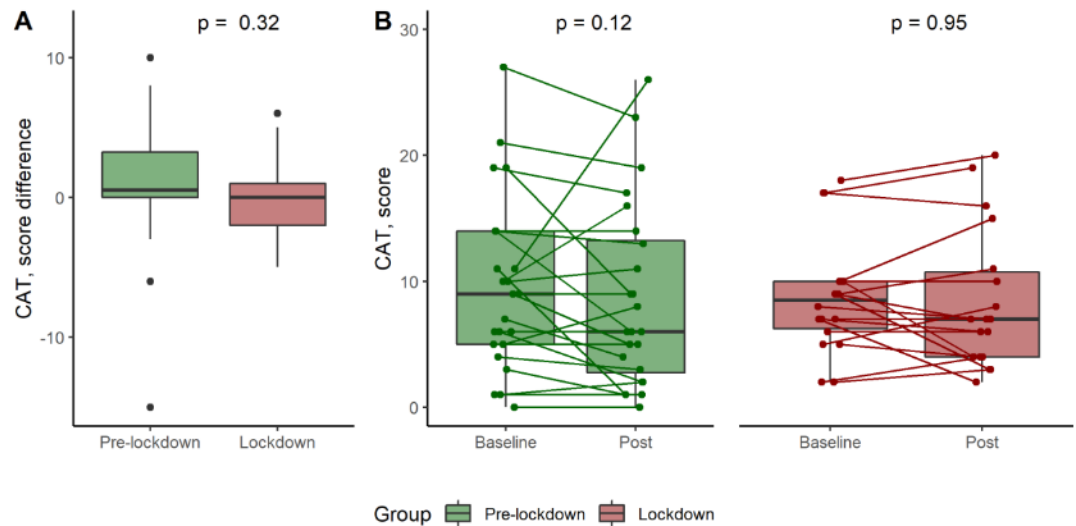 A
p = 0.32
CAT, score difference
10
0
-10
Pre-lockdown
Lockdown
B
p = 0.12
p = 0.95
CAT, score
30
20
10
0
Baseline
Post
Baseline
Post
Group
Pre-lockdown
Lockdown